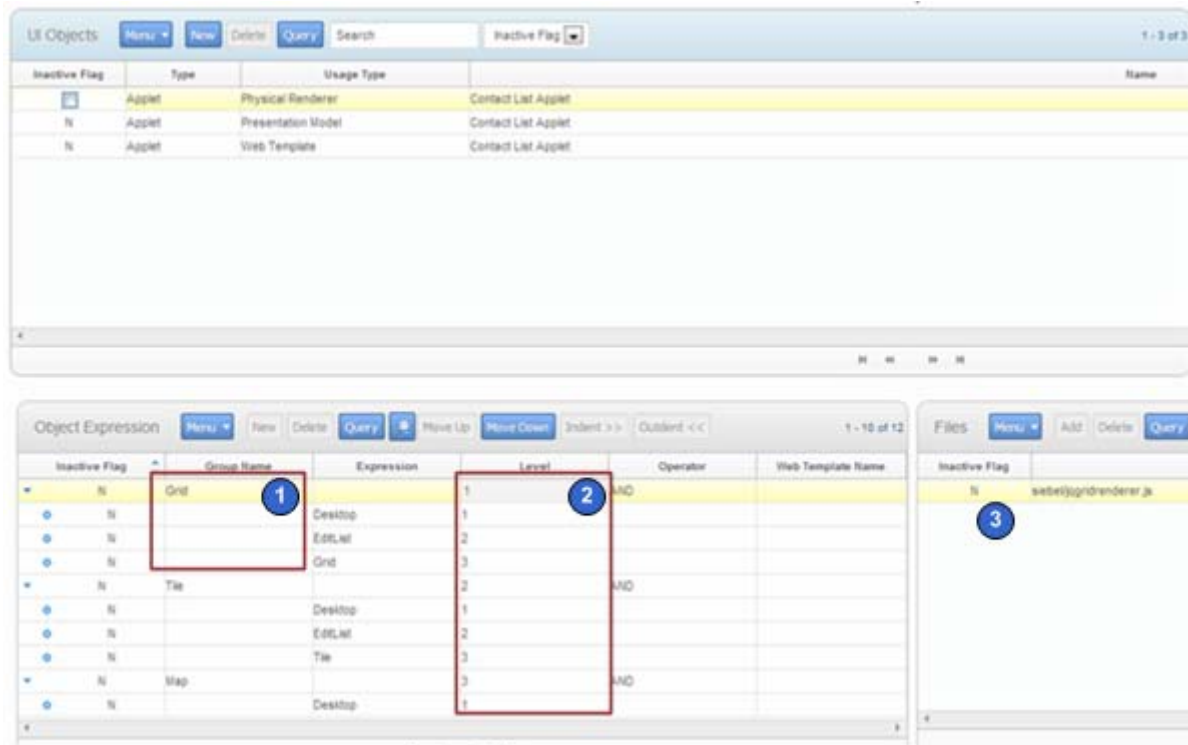 UI Objects Menu New Delete Query Search Inactive Flag 1 - 3 of 3
Inactive Flag Type Usage Type Name
Applet Physical Renderer Contact List Applet
N Applet Presentation Model Contact List Applet
N Applet Web Template Contact List Applet
Object Expression Menu New Delete Query Move Up Move Down Indent >> Outdent << 1 - 10 of 12
Inactive Flag Group Name Expression Level Operator Web Template Name
N Grid 1 AND
N Desktop 1
N EditList 2
N Grid 3
N Tile 2 AND
N Desktop 1
N EditList 2
N Tile 3
N Map 3 AND
N Desktop 1
1
2
Files Menu Add Delete Query
Inactive Flag
N siebel/jqgridrenderer.js
3